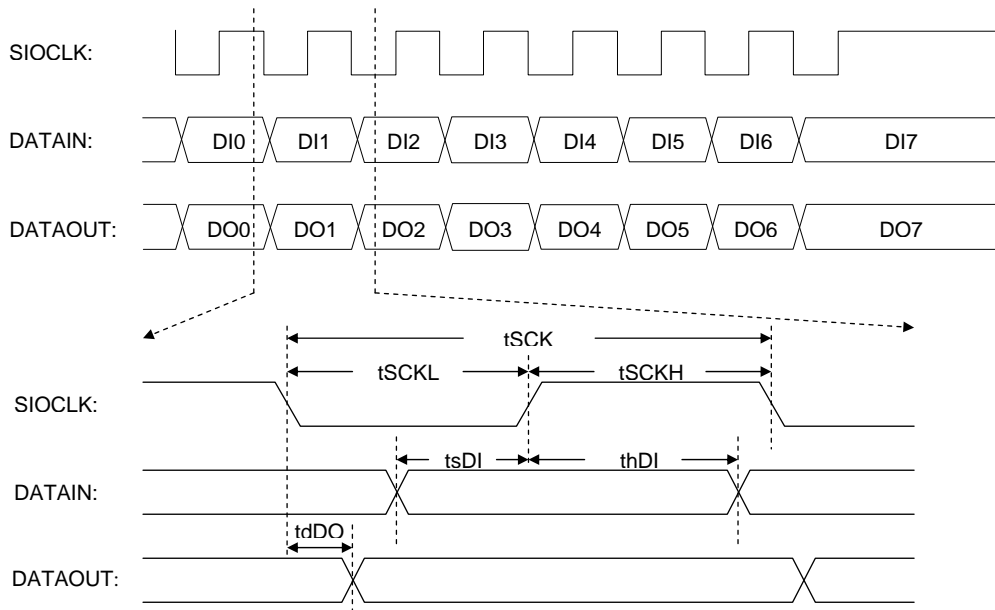 SIOCLK:
DATAIN: DI0 DI1 DI2 DI3 DI4 DI5 DI6 DI7
DATAOUT: DO0 DO1 DO2 DO3 DO4 DO5 DO6 DO7
tSCK
tSCKL tSCKH
SIOCLK:
tsDI thDI
DATAIN:
tdDO
DATAOUT: